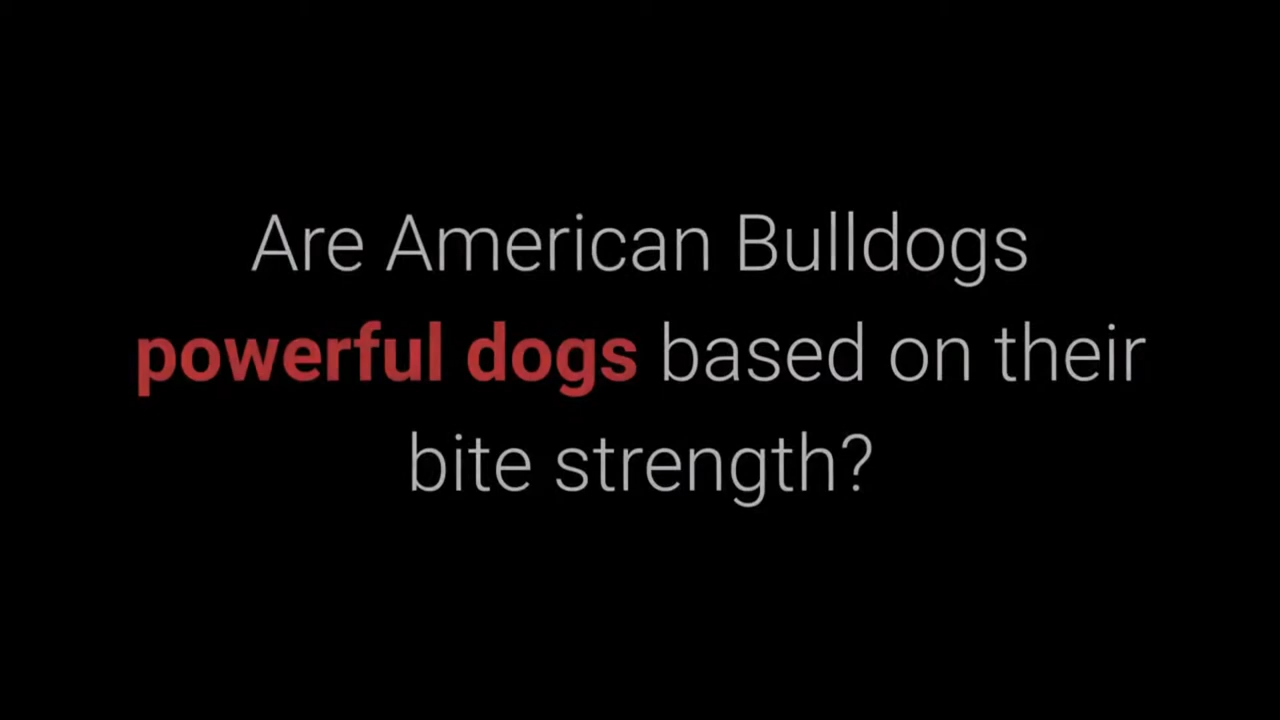 Are American Bulldogs
powerful dogs based on their
bite strength?